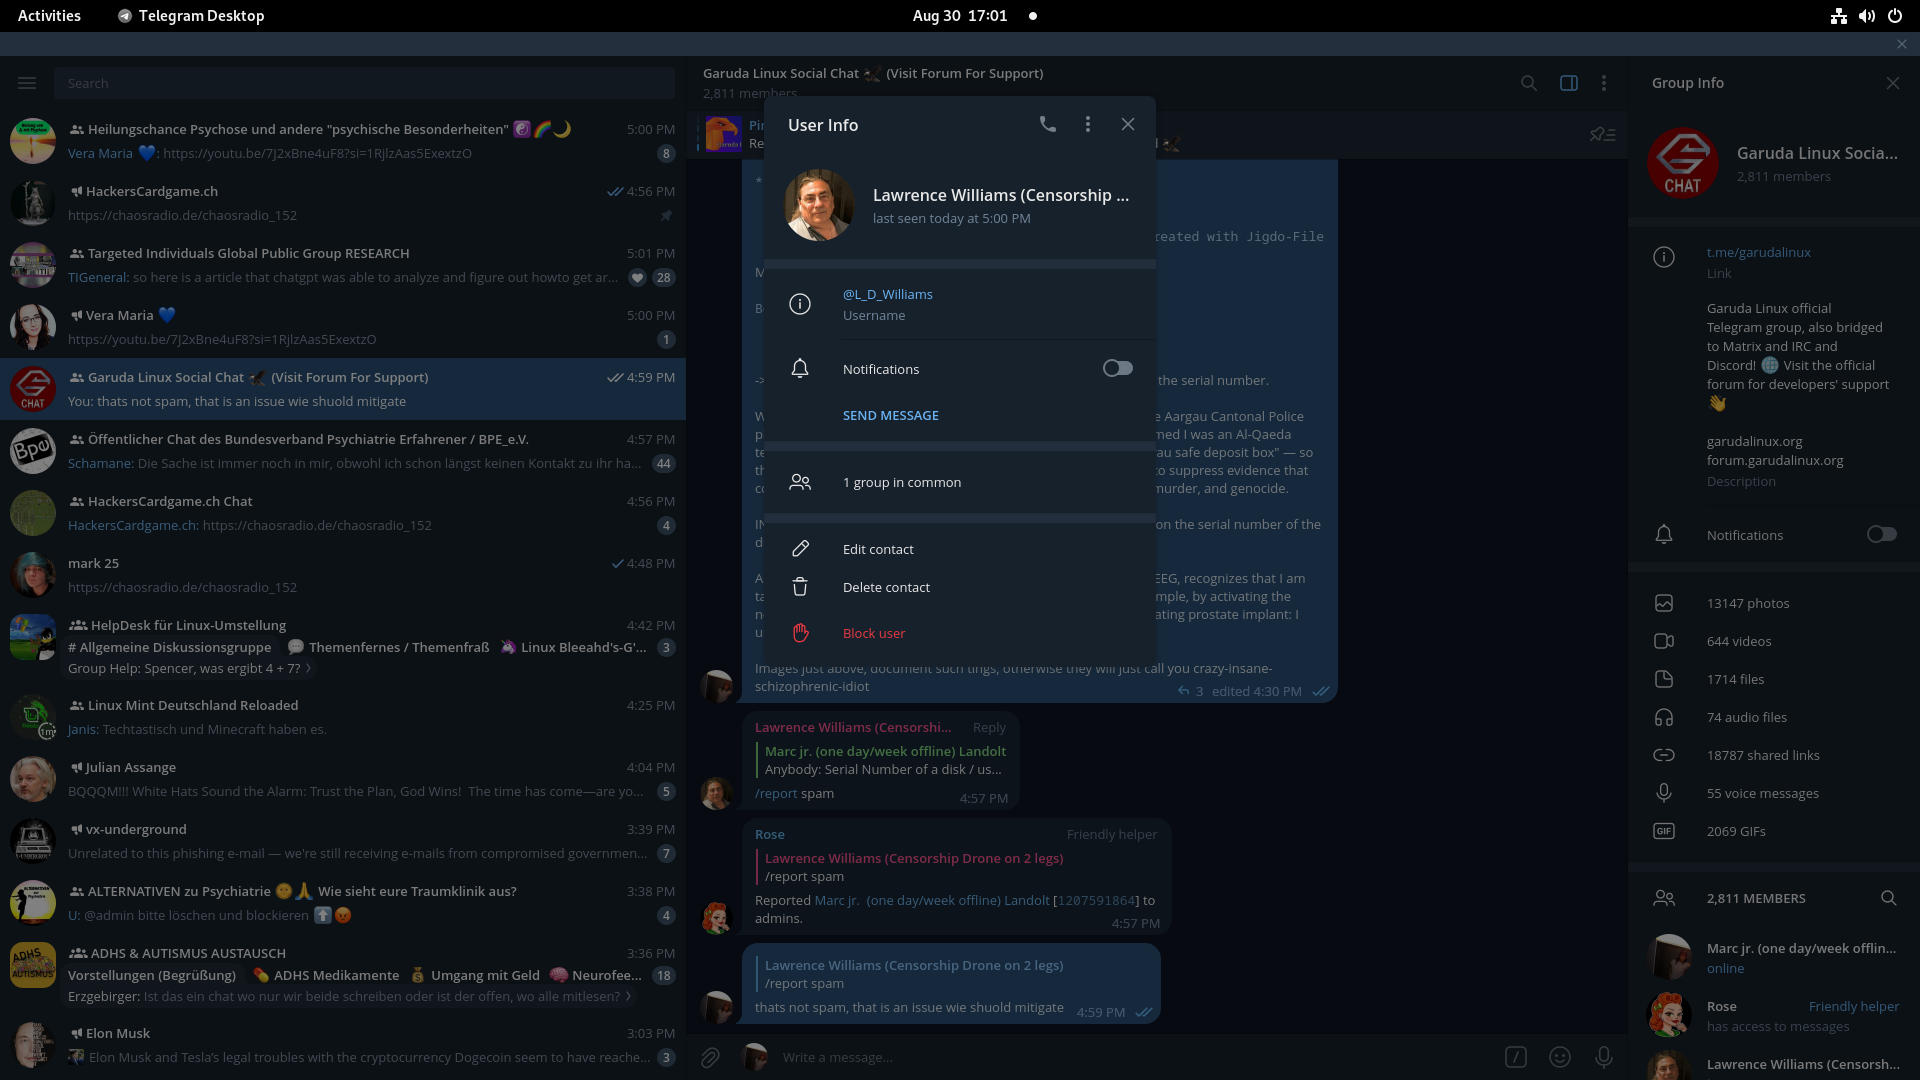 Activities
Telegram Desktop
Aug 30 17:01
Search
Heilungschance Psychose und andere "psychische Besonderheiten" 5:00 PM
Vera Maria 💙: https://youtu.be/7J2xBne4uF8?si=1RjlzAas5ExextzO 8
HackersCardgame.ch 4:56 PM
https://chaosradio.de/chaosradio_152
Targeted Individuals Global Public Group RESEARCH 5:01 PM
TIGeneral: so here is a article that chatgpt was able to analyze and figure out howto get ar... 28
Vera Maria 💙 5:00 PM
https://youtu.be/7J2xBne4uF8?si=1RjlzAas5ExextzO 1
Garuda Linux Social Chat (Visit Forum For Support) 4:59 PM
You: thats not spam, that is an issue wie shuold mitigate
CHAT
Öffentlicher Chat des Bundesverband Psychiatrie Erfahrener / BPE_e.V. 4:57 PM
Schamane: Die Sache ist immer noch in mir, obwohl ich schon längst keinen Kontakt zu ihr ha... 44
Bpe
HackersCardgame.ch Chat 4:56 PM
HackersCardgame.ch: https://chaosradio.de/chaosradio_152 4
mark 25 4:48 PM
https://chaosradio.de/chaosradio_152
HelpDesk für Linux-Umstellung 4:42 PM
# Allgemeine Diskussionsgruppe 💬 Themenfernes / Themenfraß 🦄 Linux Bleeahd's-G'... 3
Group Help: Spencer, was ergibt 4 + 7? ›
Linux Mint Deutschland Reloaded 4:25 PM
Janis: Techtastisch und Minecraft haben es.
1m
Julian Assange 4:04 PM
BQQQM!!! White Hats Sound the Alarm: Trust the Plan, God Wins! The time has come—are yo... 5
vx-underground 3:39 PM
Unrelated to this phishing e-mail — we're still receiving e-mails from compromised governmen... 7
ALTERNATIVEN zu Psychiatrie 🌞🙏 Wie sieht eure Traumklinik aus? 3:38 PM
U: @admin bitte löschen und blockieren ⬆️😡 4
ADHS & AUTISMUS AUSTAUSCH 3:36 PM
Vorstellungen (Begrüßung) 💊 ADHS Medikamente 💰 Umgang mit Geld 🧠 Neurofee... 18
Erzgebirger: Ist das ein chat wo nur wir beide schreiben oder ist der offen, wo alle mitlesen? ›
ADHS
AUTISMUS
Elon Musk 3:03 PM
Elon Musk and Tesla's legal troubles with the cryptocurrency Dogecoin seem to have reache... 3
Garuda Linux Social Chat (Visit Forum For Support)
2,811 members
User Info
Lawrence Williams (Censorship ...
last seen today at 5:00 PM
@L_D_Williams
Username
Notifications
SEND MESSAGE
1 group in common
Edit contact
Delete contact
Block user
reated with Jigdo-File
the serial number.
e Aargau Cantonal Police
med I was an Al-Qaeda
au safe deposit box" — so
to suppress evidence that
murder, and genocide.
on the serial number of the
EEG, recognizes that I am
mple, by activating the
ating prostate implant: I
Images just above, document such tings, otherwise they will just call you crazy-insane-
schizophrenic-idiot
3 edited 4:30 PM
Lawrence Williams (Censorshi... Reply
Marc jr. (one day/week offline) Landolt
Anybody: Serial Number of a disk / us...
/report spam 4:57 PM
Rose Friendly helper
Lawrence Williams (Censorship Drone on 2 legs)
/report spam
Reported Marc jr. (one day/week offline) Landolt [1207591864] to
admins. 4:57 PM
Lawrence Williams (Censorship Drone on 2 legs)
/report spam
thats not spam, that is an issue wie shuold mitigate 4:59 PM
Write a message...
Group Info
Garuda Linux Socia...
2,811 members
CHAT
t.me/garudalinux
Link
Garuda Linux official
Telegram group, also bridged
to Matrix and IRC and
Discord! 🌐 Visit the official
forum for developers' support
👋
garudalinux.org
forum.garudalinux.org
Description
Notifications
13147 photos
644 videos
1714 files
74 audio files
18787 shared links
55 voice messages
GIF 2069 GIFs
2,811 MEMBERS
Marc jr. (one day/week offlin...
online
Rose Friendly helper
has access to messages
Lawrence Williams (Censorsh...